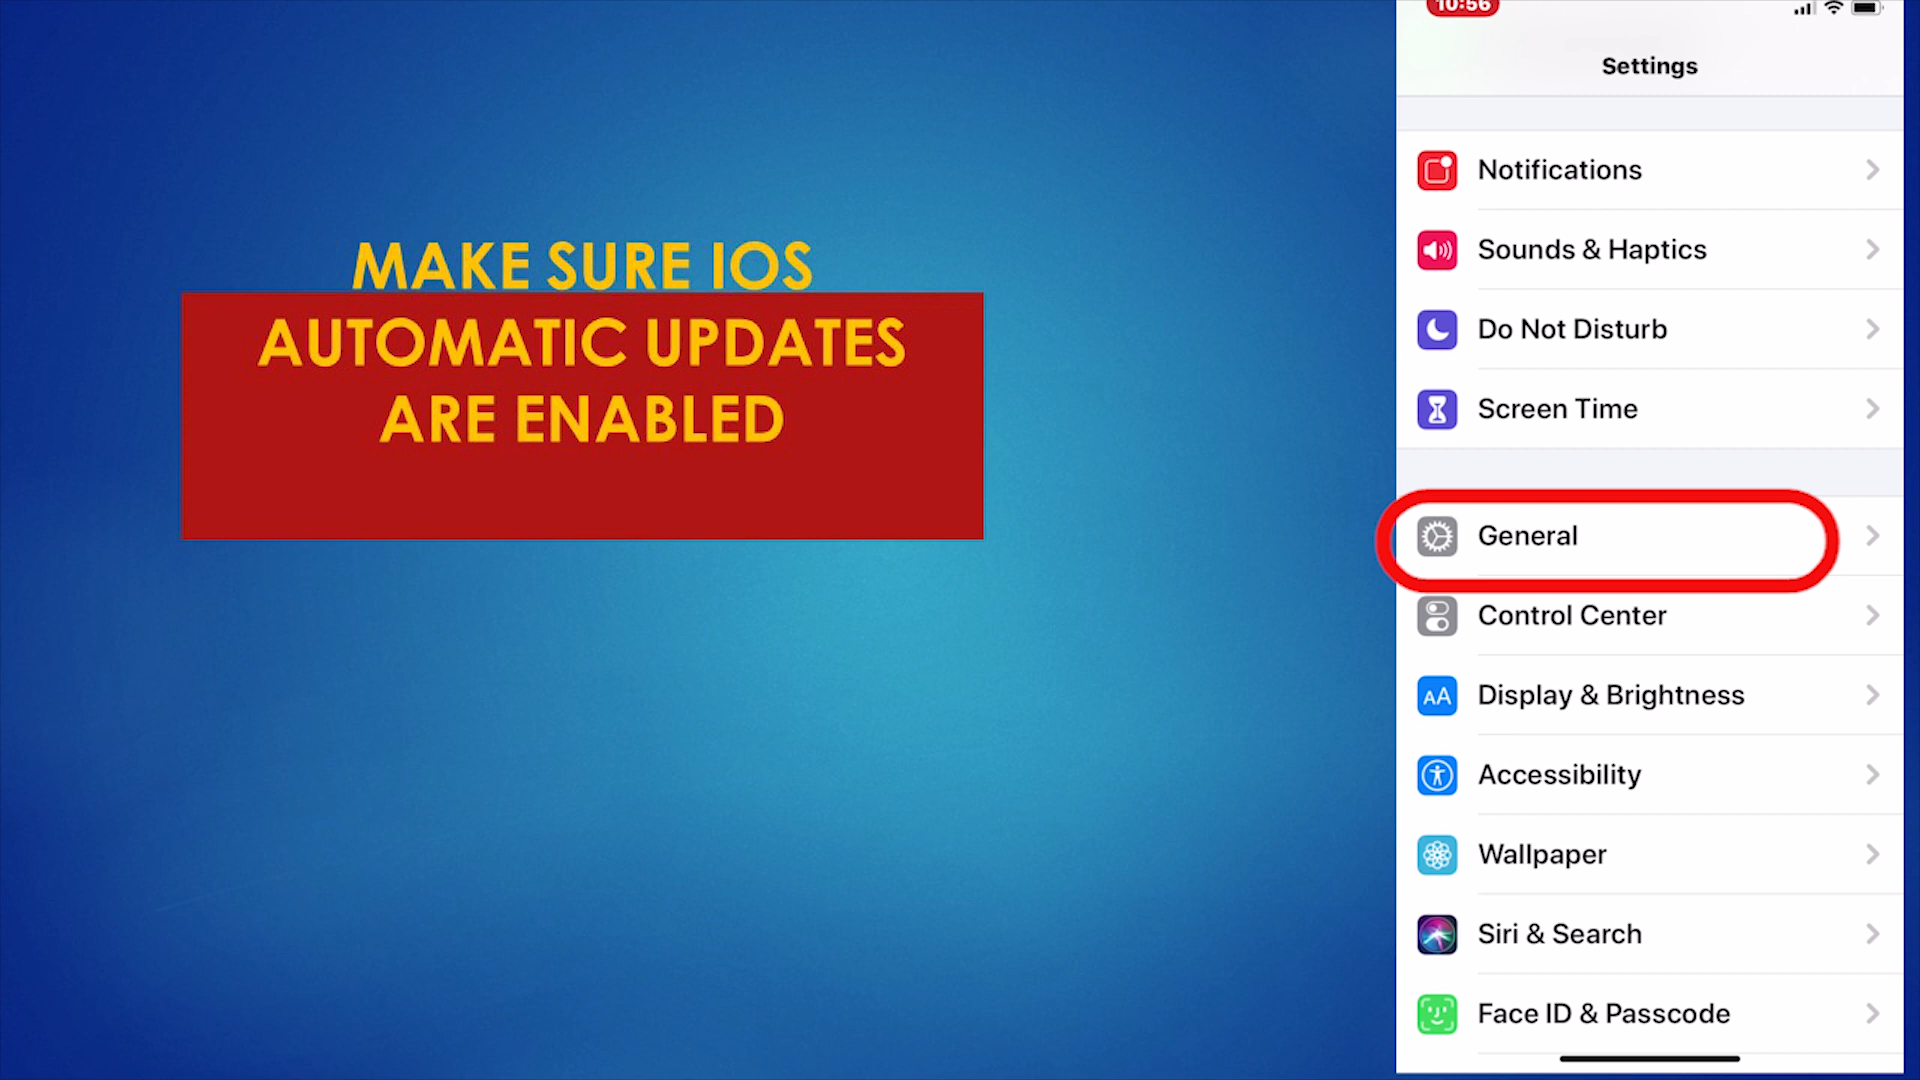 MAKE SURE IOS
AUTOMATIC UPDATES
ARE ENABLED
10:56
Settings
Notifications
Sounds & Haptics
Do Not Disturb
Screen Time
General
Control Center
AA
Display & Brightness
Accessibility
Wallpaper
Siri & Search
Face ID & Passcode